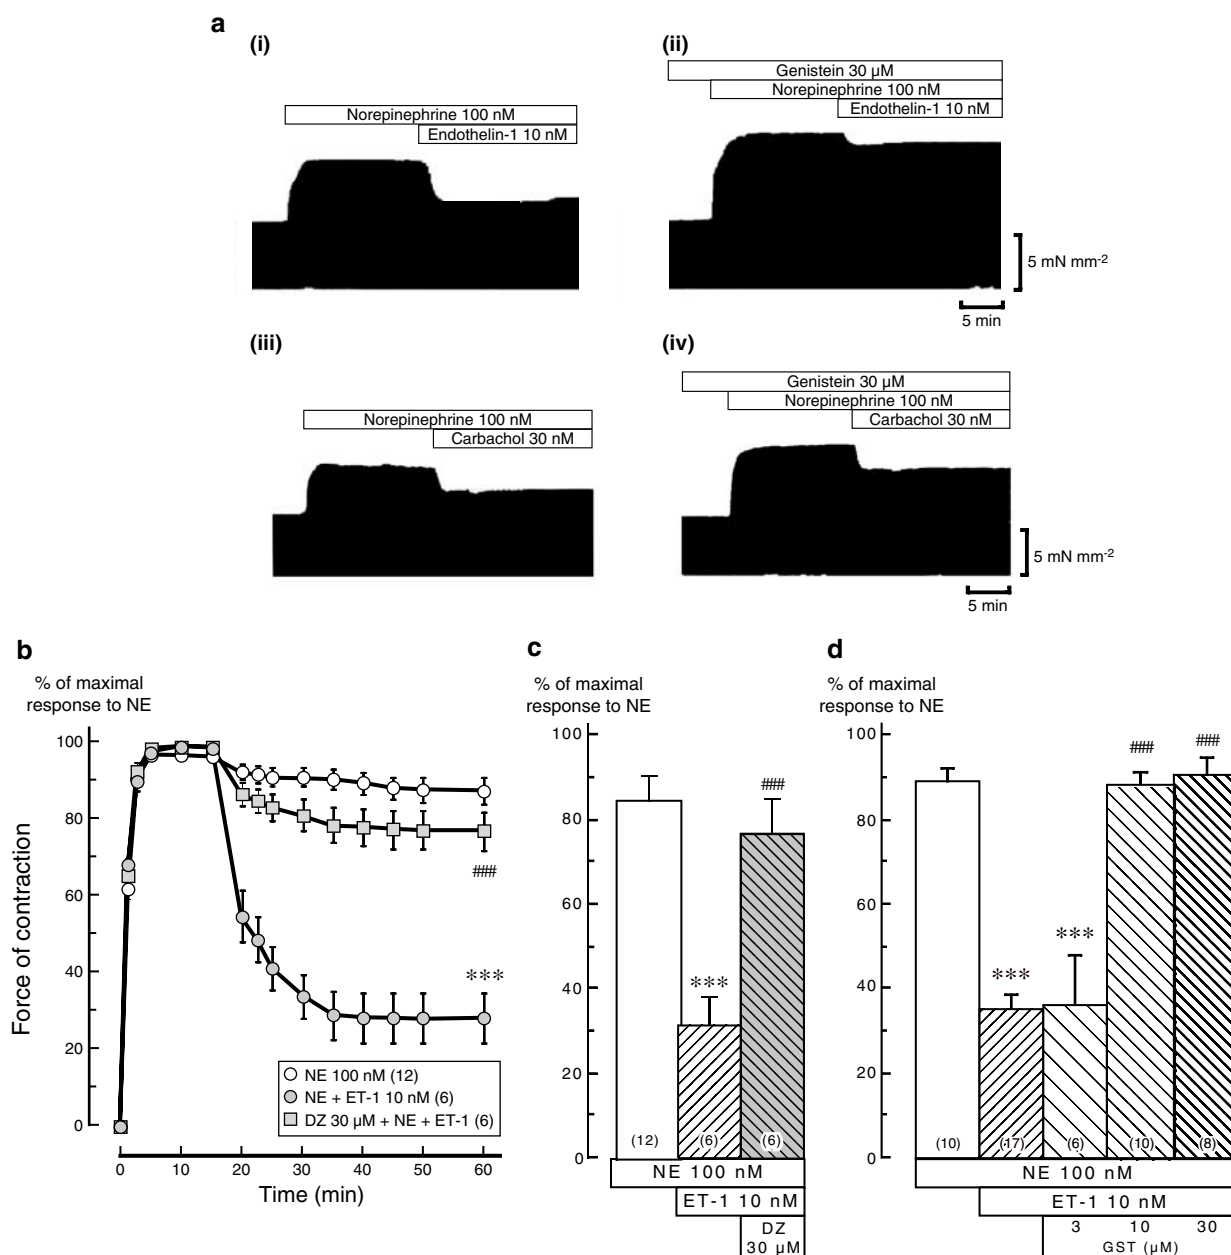 a
(i)
Norepinephrine 100 nM
Endothelin-1 10 nM
(ii)
Genistein 30 µM
Norepinephrine 100 nM
Endothelin-1 10 nM
5 mN mm-2
5 min
(iii)
Norepinephrine 100 nM
Carbachol 30 nM
(iv)
Genistein 30 µM
Norepinephrine 100 nM
Carbachol 30 nM
5 mN mm-2
5 min
b
% of maximal
response to NE
Force of contraction
100
80
60
40
20
0
###
***
NE 100 nM (12)
NE + ET-1 10 nM (6)
DZ 30 µM + NE + ET-1 (6)
0 10 20 30 40 50 60
Time (min)
c
% of maximal
response to NE
100
80
60
40
20
0
***
###
(12) (6) (6)
NE 100 nM
ET-1 10 nM
DZ
30 µM
d
% of maximal
response to NE
100
80
60
40
20
0
***
***
###
###
(10) (17) (6) (10) (8)
NE 100 nM
ET-1 10 nM
3 10 30
GST (µM)